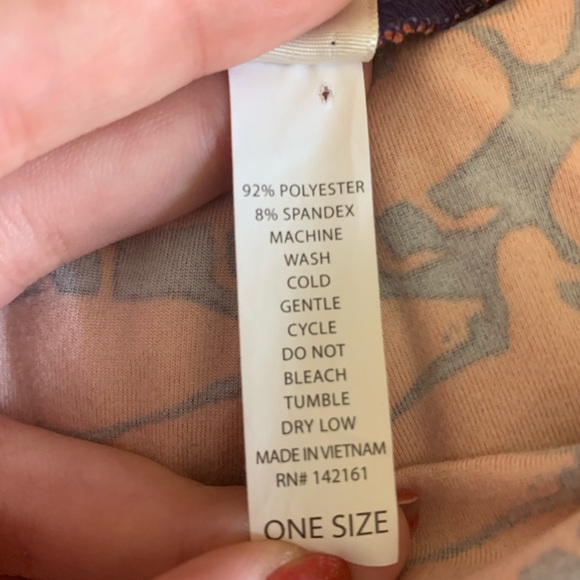 92% POLYESTER
8% SPANDEX
MACHINE
WASH
COLD
GENTLE
CYCLE
DO NOT
BLEACH
TUMBLE
DRY LOW
MADE IN VIETNAM
RN# 142161
ONE SIZE